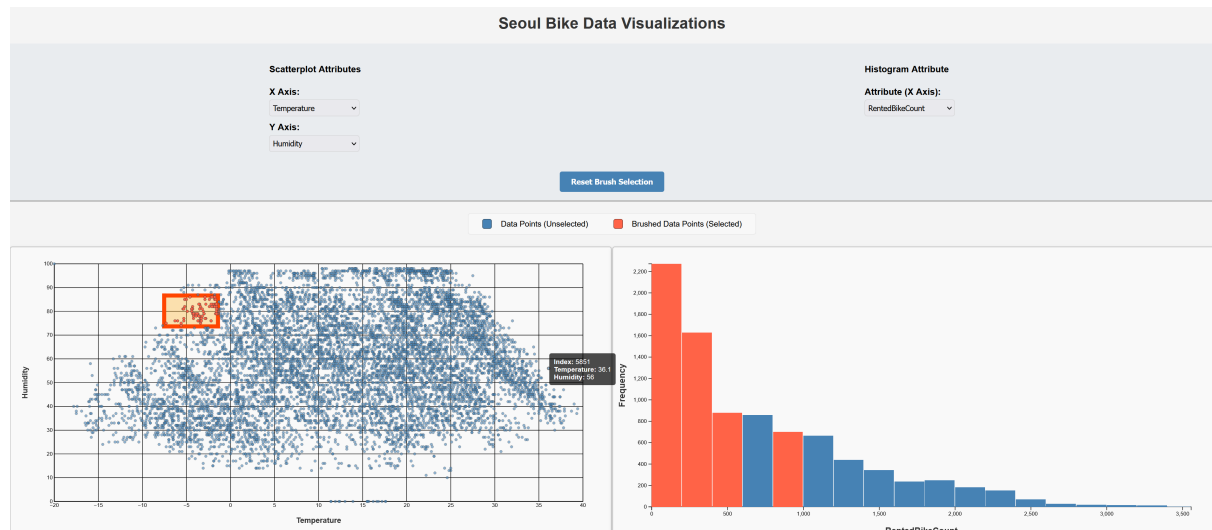 Seoul Bike Data Visualizations
Scatterplot Attributes
X Axis:
Temperature
Y Axis:
Humidity
Histogram Attribute
Attribute (X Axis):
RentedBikeCount
Reset Brush Selection
Data Points (Unselected)
Brushed Data Points (Selected)
100
90
80
70
60
50
40
30
20
10
0
Humidity
-20 -15 -10 -5 0 5 10 15 20 25 30 35 40
Temperature
Index: 5851
Temperature: 36.1
Humidity: 56
2,200
2,000
1,800
1,600
1,400
1,200
1,000
800
600
400
200
0
Frequency
0 500 1,000 1,500 2,000 2,500 3,000 3,500
RentedBikeCount